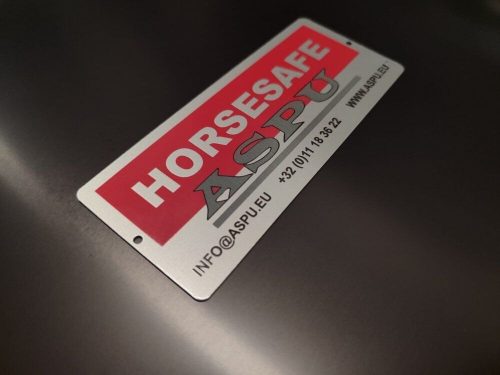 HORSESAFE
ASPU
INFO@ASPU.EU +32 (0)11 18 36 22 WWW.ASPU.EU